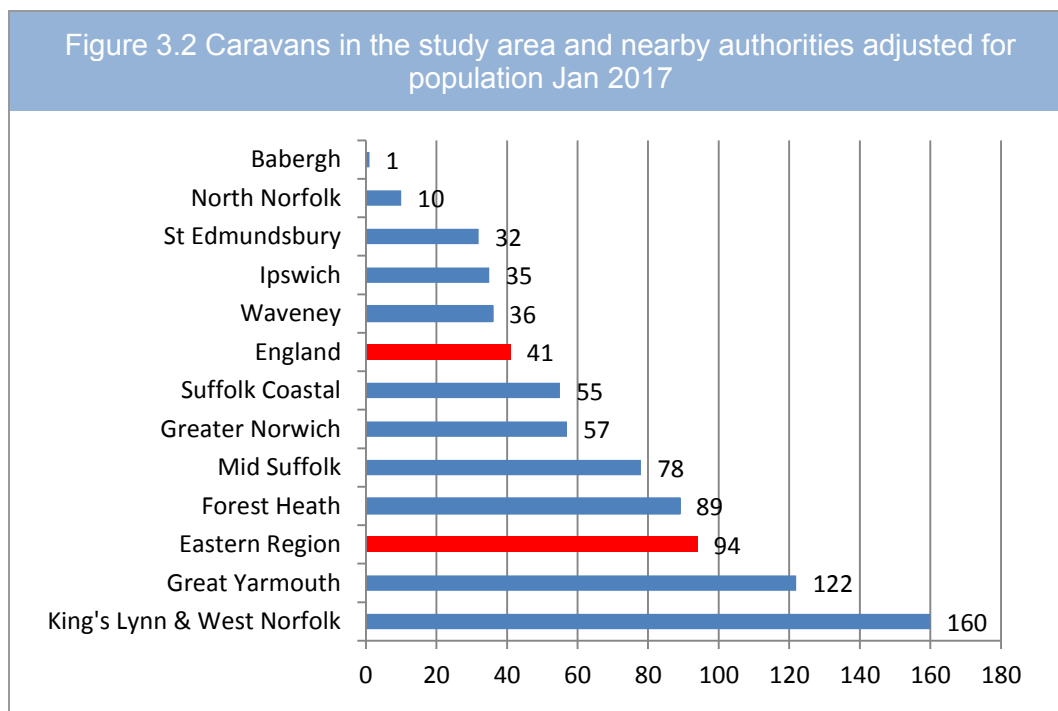 Figure 3.2 Caravans in the study area and nearby authorities adjusted for
population Jan 2017
Babergh 1
North Norfolk 10
St Edmundsbury 32
Ipswich 35
Waveney 36
England 41
Suffolk Coastal 55
Greater Norwich 57
Mid Suffolk 78
Forest Heath 89
Eastern Region 94
Great Yarmouth 122
King's Lynn & West Norfolk 160
0 20 40 60 80 100 120 140 160 180